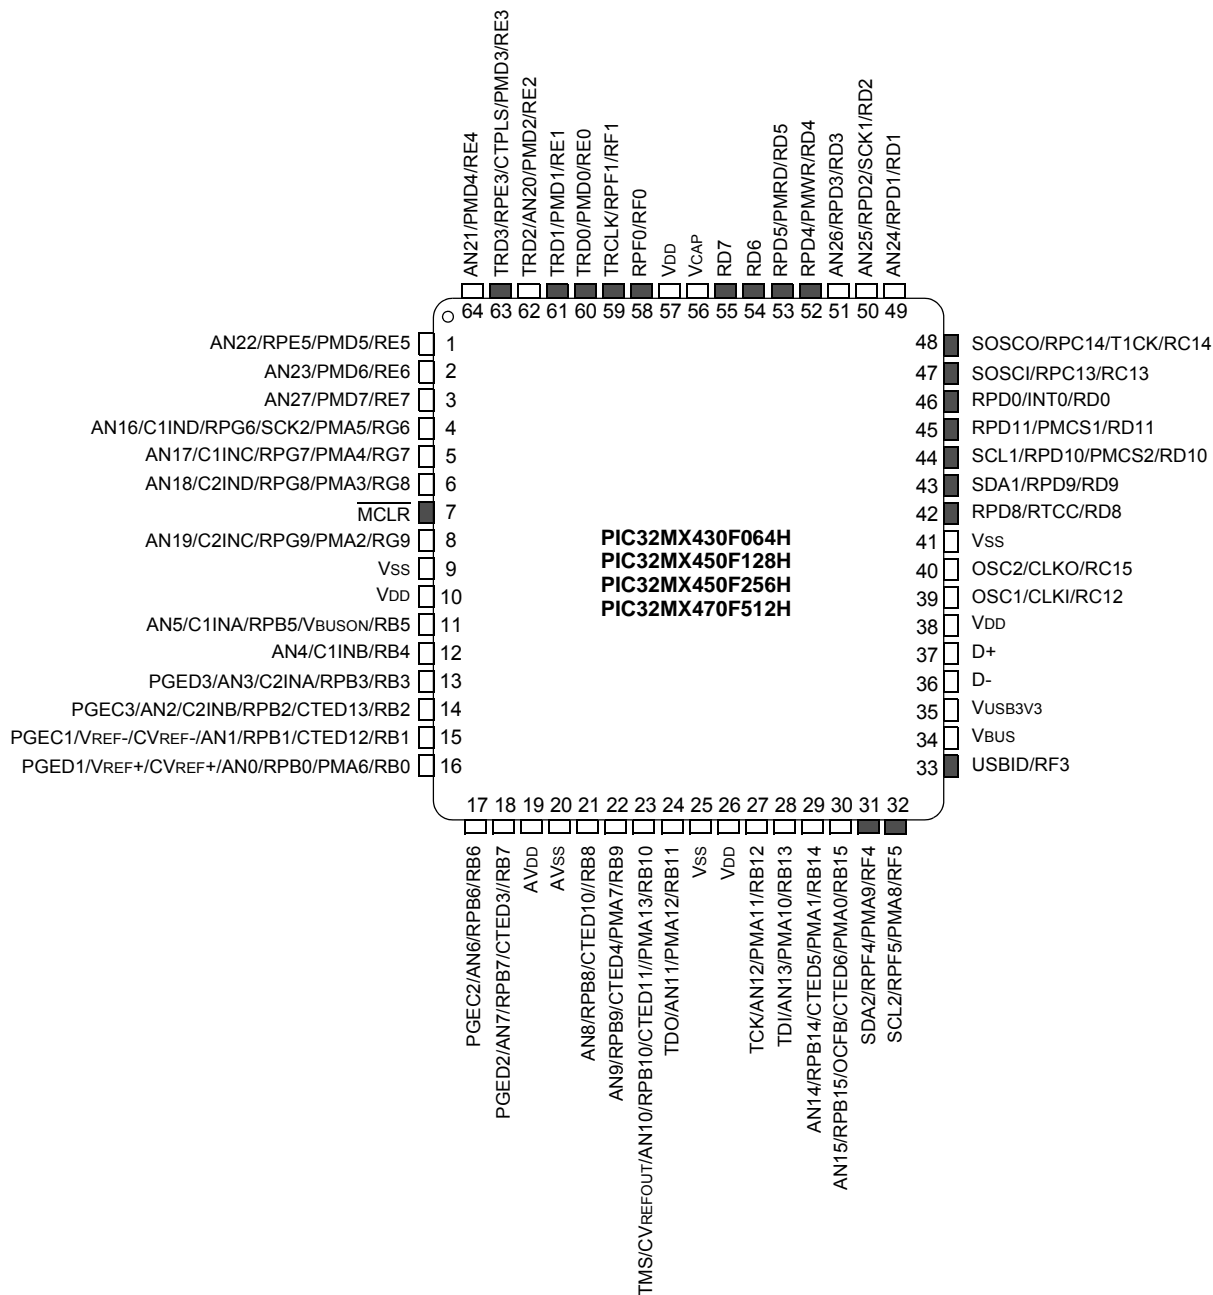 AN21/PMD4/RE4
TRD3/RPE3/CTPLS/PMD3/RE3
TRD2/AN20/PMD2/RE2
TRD1/PMD1/RE1
TRD0/PMD0/RE0
TRCLK/RPF1/RF1
RPF0/RF0
VDD
VCAP
RD7
RD6
RPD5/PMRD/RD5
RPD4/PMWR/RD4
AN26/RPD3/RD3
AN25/RPD2/SCK1/RD2
AN24/RPD1/RD1
64 63 62 61 60 59 58 57 56 55 54 53 52 51 50 49
AN22/RPE5/PMD5/RE5 1
AN23/PMD6/RE6 2
AN27/PMD7/RE7 3
AN16/C1IND/RPG6/SCK2/PMA5/RG6 4
AN17/C1INC/RPG7/PMA4/RG7 5
AN18/C2IND/RPG8/PMA3/RG8 6
MCLR 7
AN19/C2INC/RPG9/PMA2/RG9 8
VSS 9
VDD 10
AN5/C1INA/RPB5/VBUSON/RB5 11
AN4/C1INB/RB4 12
PGED3/AN3/C2INA/RPB3/RB3 13
PGEC3/AN2/C2INB/RPB2/CTED13/RB2 14
PGEC1/VREF-/CVREF-/AN1/RPB1/CTED12/RB1 15
PGED1/VREF+/CVREF+/AN0/RPB0/PMA6/RB0 16
PIC32MX430F064H
PIC32MX450F128H
PIC32MX450F256H
PIC32MX470F512H
48 SOSCO/RPC14/T1CK/RC14
47 SOSCI/RPC13/RC13
46 RPD0/INT0/RD0
45 RPD11/PMCS1/RD11
44 SCL1/RPD10/PMCS2/RD10
43 SDA1/RPD9/RD9
42 RPD8/RTCC/RD8
41 VSS
40 OSC2/CLKO/RC15
39 OSC1/CLKI/RC12
38 VDD
37 D+
36 D-
35 VUSB3V3
34 VBUS
33 USBID/RF3
17 18 19 20 21 22 23 24 25 26 27 28 29 30 31 32
PGEC2/AN6/RPB6/RB6
PGED2/AN7/RPB7/CTED3//RB7
AVDD
AVSS
AN8/RPB8/CTED10//RB8
AN9/RPB9/CTED4/PMA7/RB9
TMS/CVREFOUT/AN10/RPB10/CTED11//PMA13/RB10
TDO/AN11/PMA12/RB11
VSS
VDD
TCK/AN12/PMA11/RB12
TDI/AN13/PMA10/RB13
AN14/RPB14/CTED5/PMA1/RB14
AN15/RPB15/OCFB/CTED6/PMA0/RB15
SDA2/RPF4/PMA9/RF4
SCL2/RPF5/PMA8/RF5